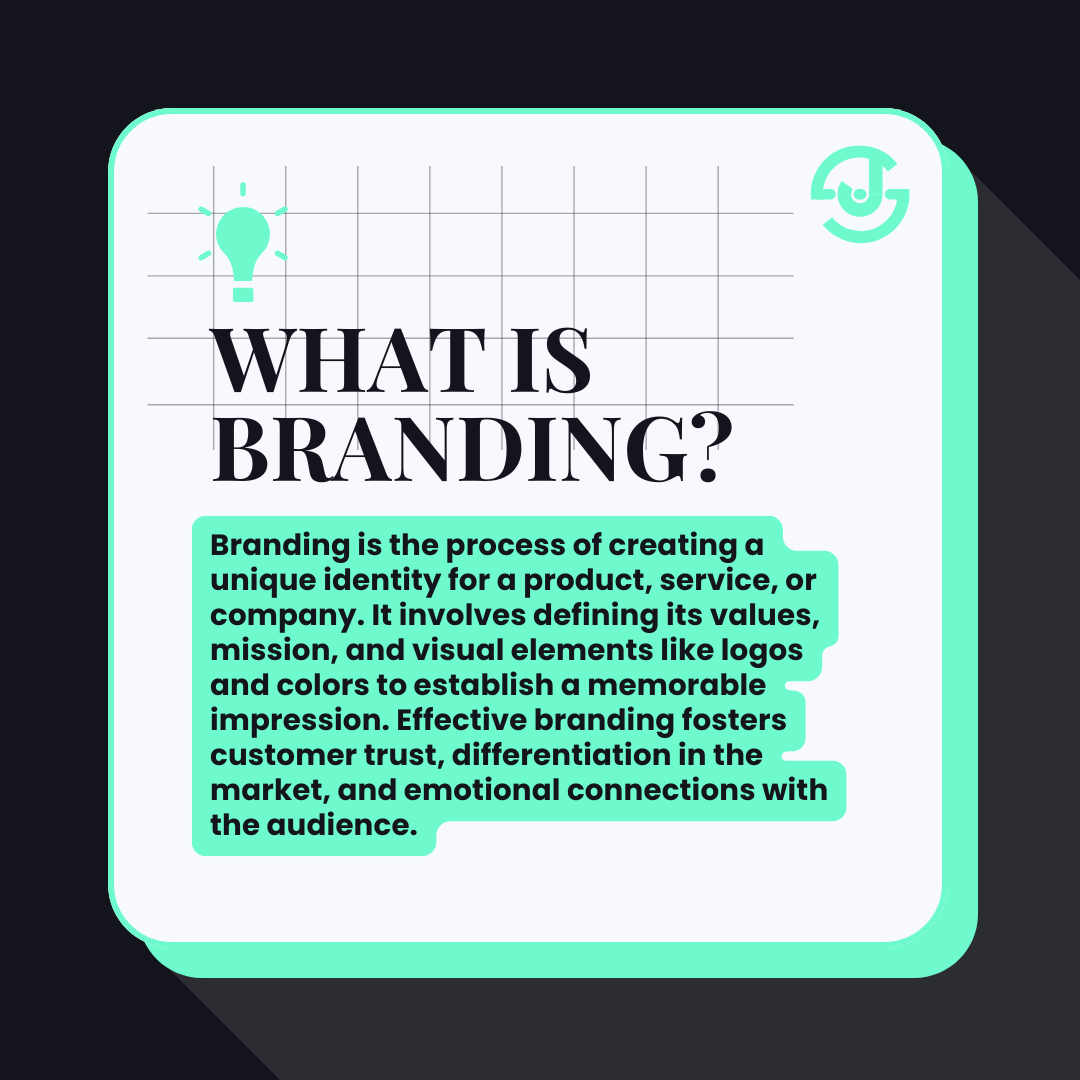 WHAT IS
BRANDING?
Branding is the process of creating a
unique identity for a product, service, or
company. It involves defining its values,
mission, and visual elements like logos
and colors to establish a memorable
impression. Effective branding fosters
customer trust, differentiation in the
market, and emotional connections with
the audience.